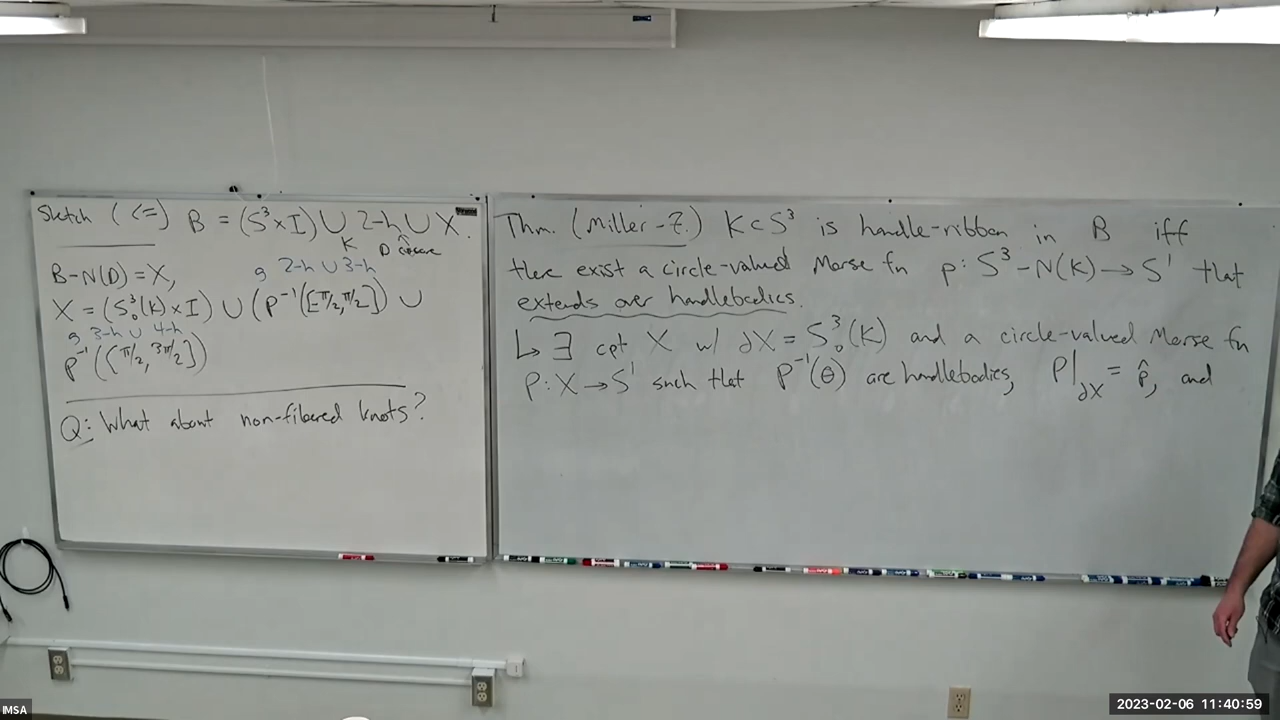 Sketch (<=) B = (S³×I) ∪ 2-h ∪ X.
K D cocore
B-N(D) = X,
g 2-h ∪ 3-h
X = (S³₀(K)×I) ∪ (P⁻¹([-π/2, π/2]) ∪
g 3-h ∪ 4-h
P⁻¹([π/2, 3π/2])
Q: What about non-fibered knots?
Thm. (Miller-Z.) K⊂S³ is handle-ribbon in B iff
there exist a circle-valued Morse fn p: S³-N(K)→S¹ that
extends over handlebodies.
↳ ∃ cpt X w/ ∂X = S³₀(K) and a circle-valued Morse fn
P: X→S¹ such that P⁻¹(θ) are handlebodies, P|∂X = p̂, and
IMSA
2023-02-06 11:40:59